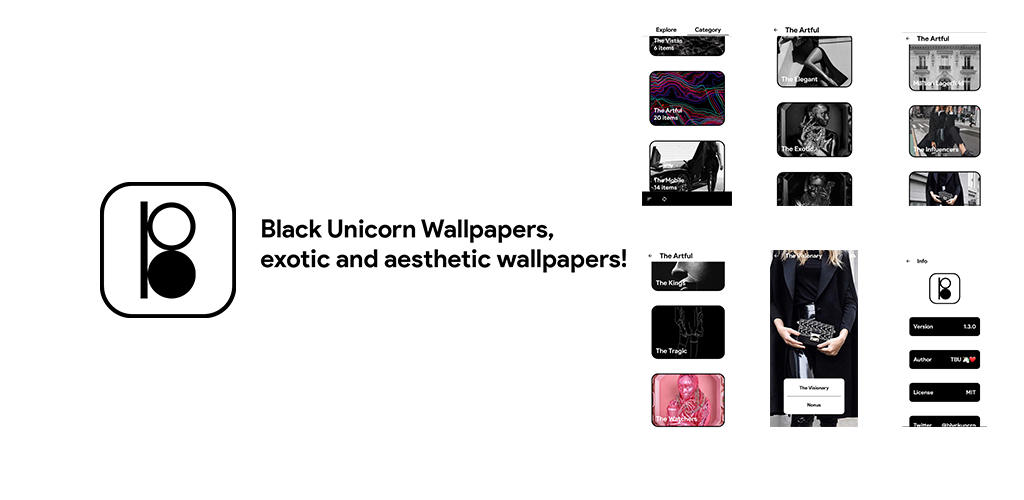 Black Unicorn Wallpapers,
exotic and aesthetic wallpapers!
Explore
Category
The Vistas
6 items
The Artful
20 items
The Mobile
14 items
The Artful
The Elegant
The Exotic
The Artful
The Influencers
The Artful
The Kings
The Tragic
The Watchers
The Visionary
The Visionary
Nonus
Info
Version 1.3.0
Author TBU 🦄❤️
License MIT
Twitter